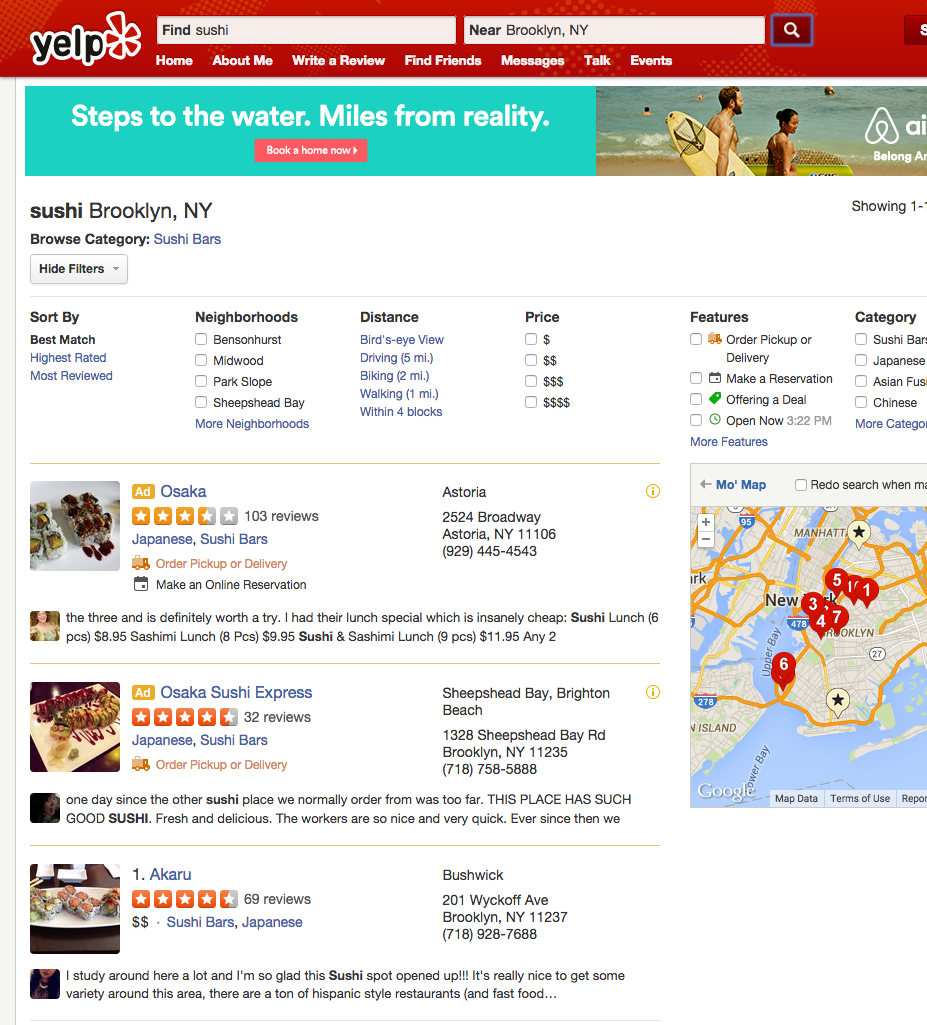 yelp
Find sushi
Near Brooklyn, NY
Home About Me Write a Review Find Friends Messages Talk Events
Steps to the water. Miles from reality.
Book a home now
Belong
sushi Brooklyn, NY
Showing
Browse Category: Sushi Bars
Hide Filters
Sort By
Best Match
Highest Rated
Most Reviewed
Neighborhoods
Bensonhurst
Midwood
Park Slope
Sheepshead Bay
More Neighborhoods
Distance
Bird's-eye View
Driving (5 mi.)
Biking (2 mi.)
Walking (1 mi.)
Within 4 blocks
Price
$
$$
$$$
$$$$
Features
Order Pickup or
Delivery
Make a Reservation
Offering a Deal
Open Now 3:22 PM
More Features
Category
Sushi Bars
Japanese
Asian
Chinese
More
Ad Osaka
103 reviews
Japanese, Sushi Bars
Order Pickup or Delivery
Make an Online Reservation
Astoria
2524 Broadway
Astoria, NY 11106
(929) 445-4543
the three and is definitely worth a try. I had their lunch special which is insanely cheap: Sushi Lunch (6
pcs) $8.95 Sashimi Lunch (8 Pcs) $9.95 Sushi & Sashimi Lunch (9 pcs) $11.95 Any 2
Ad Osaka Sushi Express
32 reviews
Japanese, Sushi Bars
Order Pickup or Delivery
Sheepshead Bay, Brighton
Beach
1328 Sheepshead Bay Rd
Brooklyn, NY 11235
(718) 758-5888
one day since the other sushi place we normally order from was too far. THIS PLACE HAS SUCH
GOOD SUSHI. Fresh and delicious. The workers are so nice and very quick. Ever since then we
1. Akaru
69 reviews
$$ · Sushi Bars, Japanese
Bushwick
201 Wyckoff Ave
Brooklyn, NY 11237
(718) 928-7688
I study around here a lot and I'm so glad this Sushi spot opened up!!! It's really nice to get some
variety around this area, there are a ton of hispanic style restaurants (and fast food…
Mo' Map
Redo search when
+
−
95
MANHATT
5
1
New
3
7
4
478
6
27
278
Upper Bay
Lower Bay
ISLAND
Google
Map Data Terms of Use